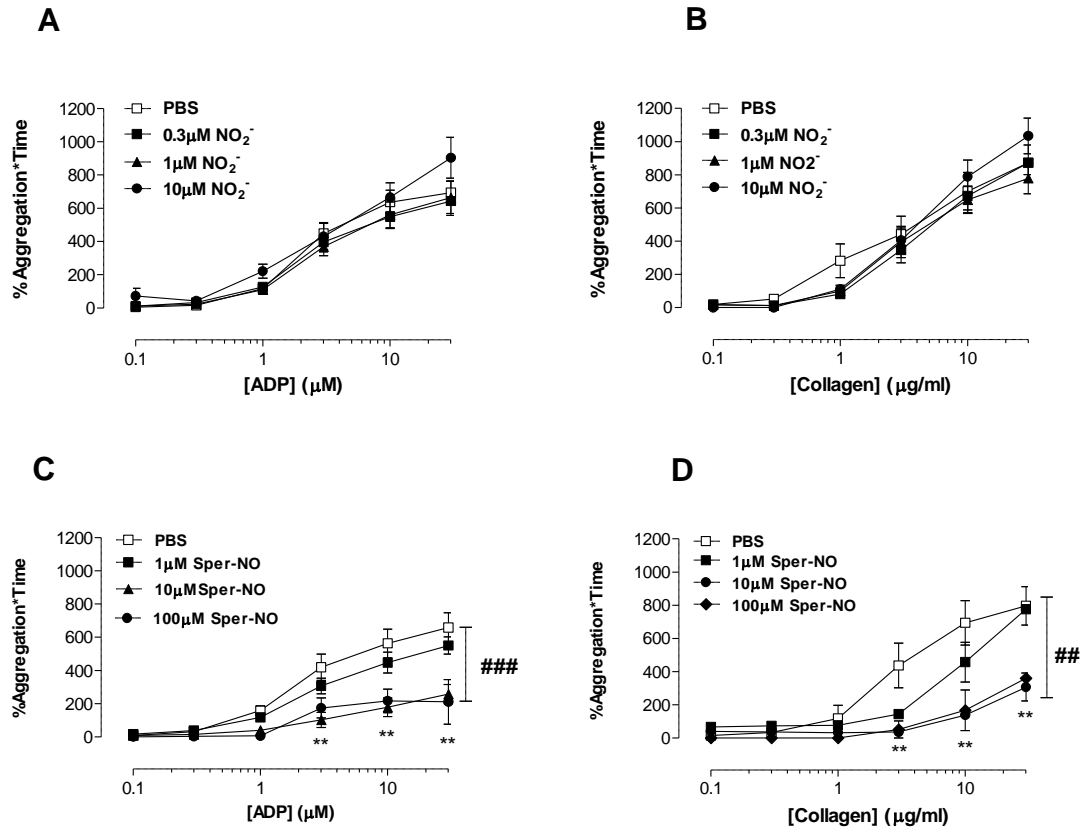 A
1200
1000
800
600
400
200
0
%Aggregation*Time
PBS
0.3μM NO₂⁻
1μM NO₂⁻
10μM NO₂⁻
0.1 1 10
[ADP] (μM)
B
1200
1000
800
600
400
200
0
%Aggregation*Time
PBS
0.3μM NO₂⁻
1μM NO2⁻
10μM NO₂⁻
0.1 1 10
[Collagen] (μg/ml)
C
1200
1000
800
600
400
200
0
%Aggregation*Time
PBS
1μM Sper-NO
10μMSper-NO
100μM Sper-NO
###
** ** **
0.1 1 10
[ADP] (μM)
D
1200
1000
800
600
400
200
0
%Aggregation*Time
PBS
1μM Sper-NO
10μM Sper-NO
100μM Sper-NO
##
** ** **
0.1 1 10
[Collagen] (μg/ml)